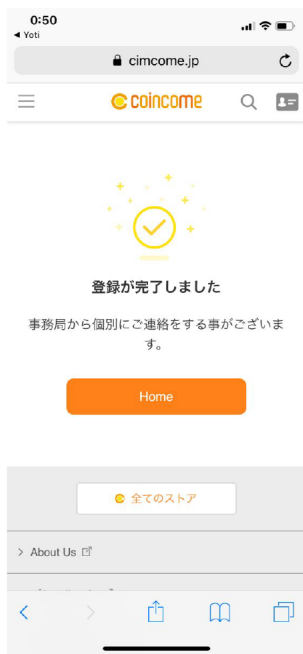 0:50
◀ Yoti
cimcome.jp
coincome
登録が完了しました
事務局から個別にご連絡をする事がございま
す。
Home
全てのストア
About Us